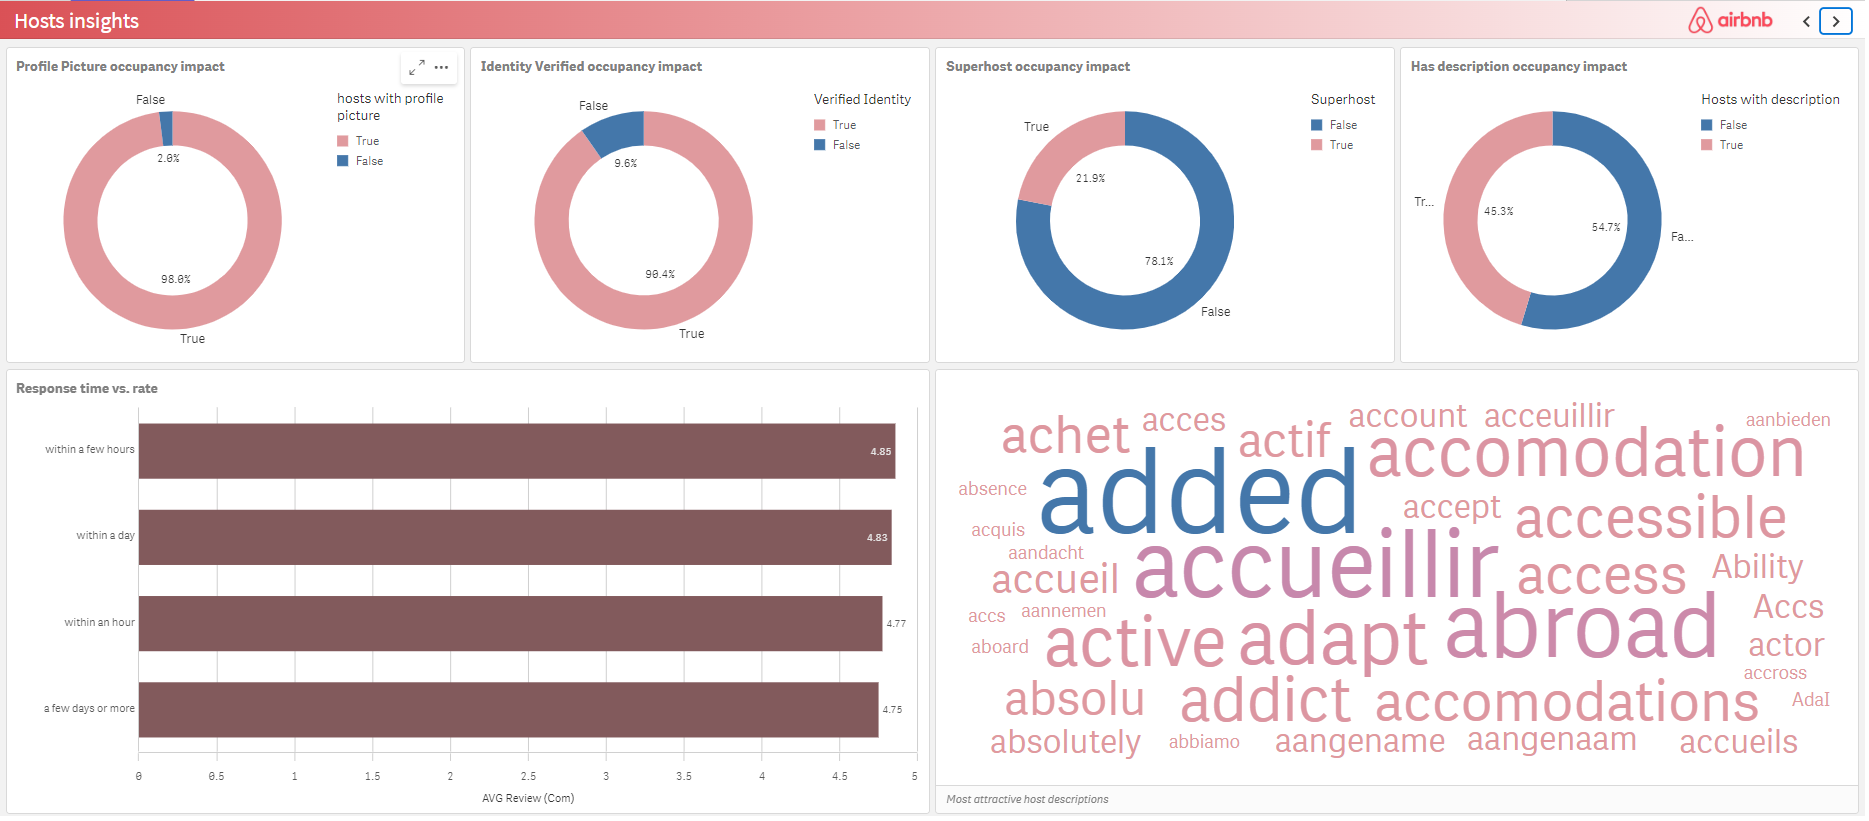 Hosts insights
airbnb
Profile Picture occupancy impact
False
2.0%
98.0%
True
hosts with profile
picture
True
False
Identity Verified occupancy impact
False
9.6%
90.4%
True
Verified Identity
True
False
Superhost occupancy impact
True
21.9%
78.1%
False
Superhost
False
True
Has description occupancy impact
Tr...
45.3%
54.7%
Fa...
Hosts with description
False
True
Response time vs. rate
within a few hours
4.85
within a day
4.83
within an hour
4.77
a few days or more
4.75
0 0.5 1 1.5 2 2.5 3 3.5 4 4.5 5
AVG Review (Com)
achet
acces
actif
account
acceuillir
aanbieden
accomodation
added
absence
accept
accessible
acquis
aandacht
accueillir
accueil
access
Ability
accs
aannemen
abroad
Accs
aboard
active
adapt
actor
accross
absolu
addict
accomodations
AdaI
absolutely
abbiamo
aangename
aangenaam
accueils
Most attractive host descriptions